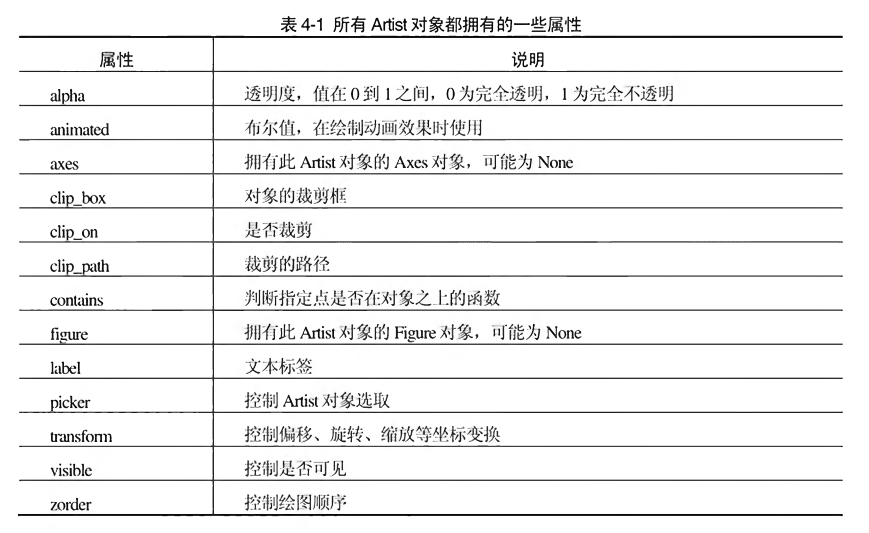 表 4-1 所有 Artist 对象都拥有的一些属性
属性 说明
alpha 透明度，值在 0 到 1 之间，0 为完全透明，1 为完全不透明
animated 布尔值，在绘制动画效果时使用
axes 拥有此 Artist 对象的 Axes 对象，可能为 None
clip_box 对象的裁剪框
clip_on 是否裁剪
clip_path 裁剪的路径
contains 判断指定点是否在对象之上的函数
figure 拥有此 Artist 对象的 Figure 对象，可能为 None
label 文本标签
picker 控制 Artist 对象选取
transform 控制偏移、旋转、缩放等坐标变换
visible 控制是否可见
zorder 控制绘图顺序